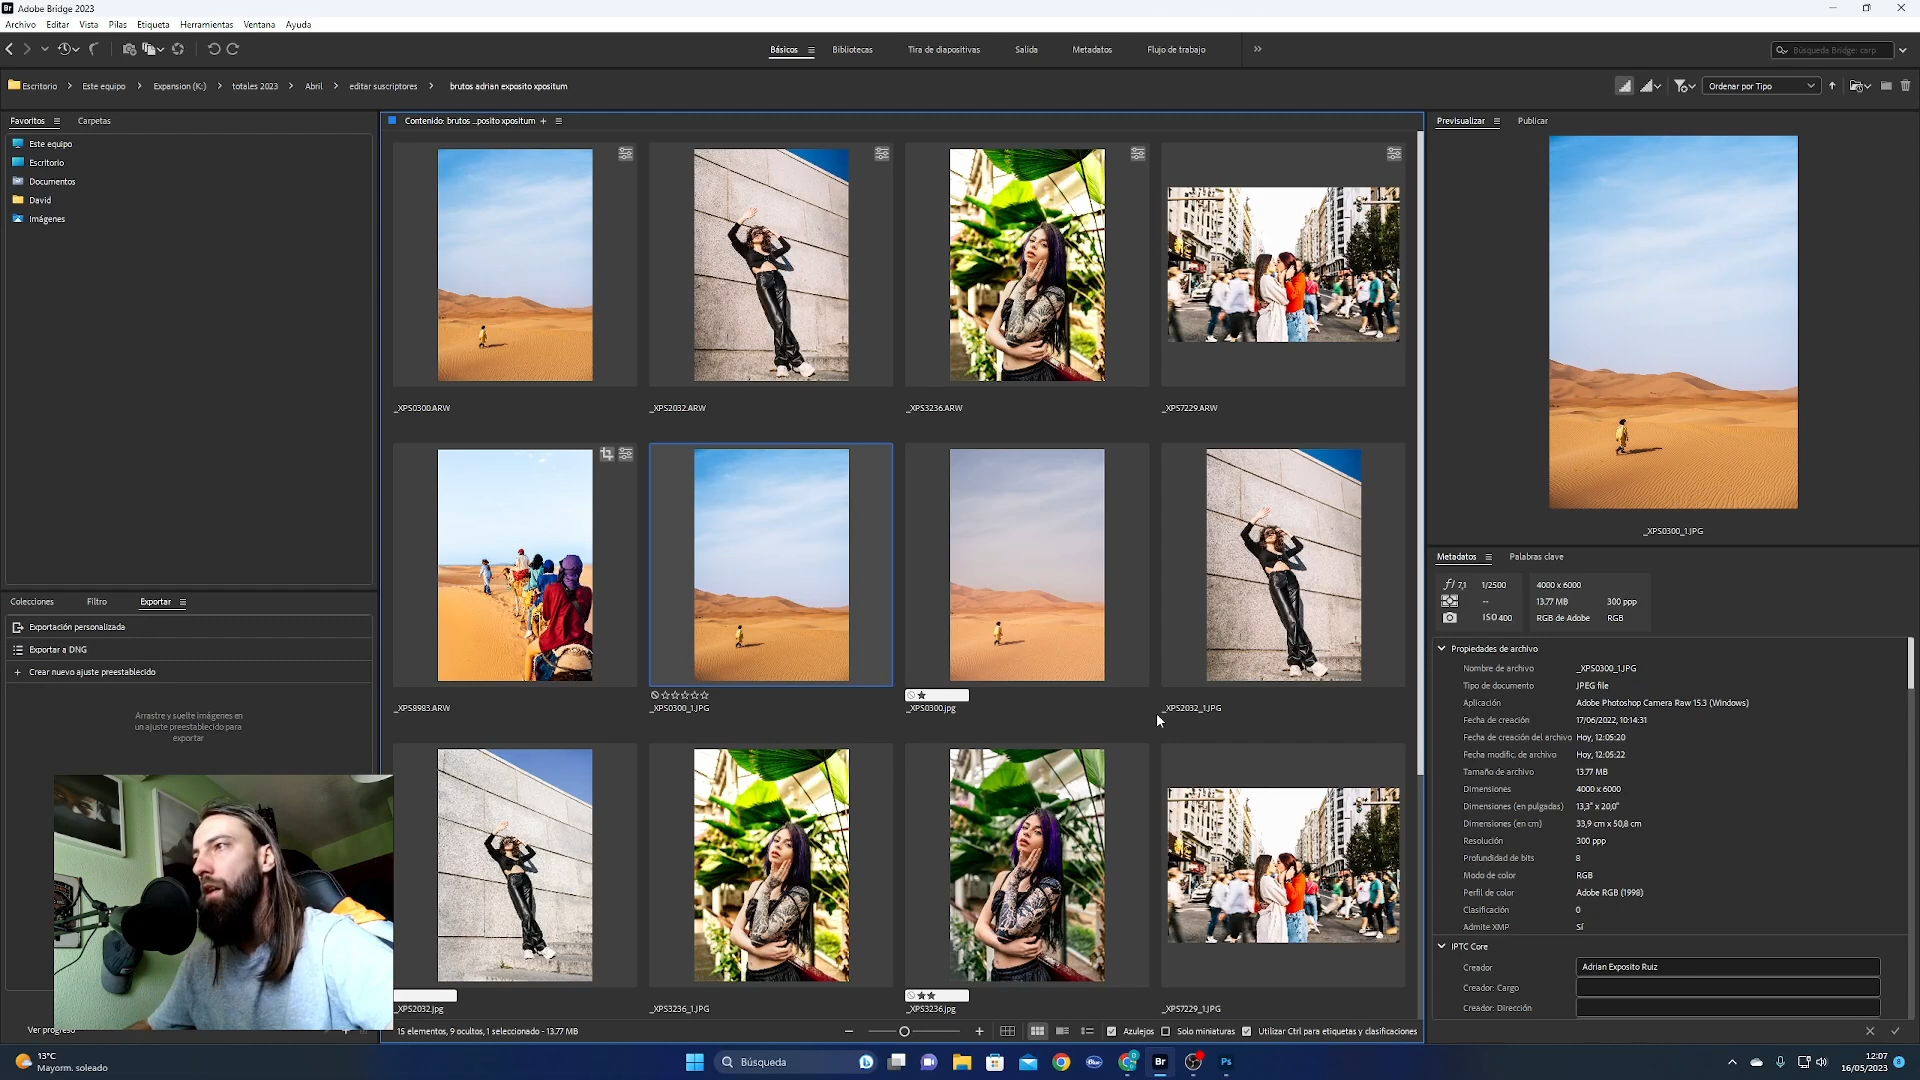 Br Adobe Bridge 2023
Archivo Editar Vista Pilas Etiqueta Herramientas Ventana Ayuda
Básicos Bibliotecas Tira de diapositivas Salida Metadatos Flujo de trabajo
Búsqueda Bridge: carp
Escritorio Este equipo Expansion (K:) totales 2023 Abril editar suscriptores brutos adrian exposito xpositum
Ordenar por Tipo
Favoritos Carpetas
Este equipo
Escritorio
Documentos
David
Imágenes
Contenido: brutos _posito xpositum
_XPS0300.ARW
_XPS2032.ARW
_XPS3236.ARW
_XPS7229.ARW
_XPS8983.ARW
_XPS0300_1.JPG
_XPS0300.jpg
_XPS2032_1.JPG
_XPS2032.jpg
_XPS3236_1.JPG
_XPS3236.jpg
_XPS7229_1.JPG
Colecciones Filtro Exportar
Exportación personalizada
Exportar a DNG
Crear nuevo ajuste preestablecido
Arrastre y suelte imágenes en
un ajuste preestablecido para
exportar
Ver progreso
15 elementos, 9 ocultos, 1 seleccionado - 13.77 MB
Azulejos Solo miniaturas Utilizar Ctrl para etiquetas y clasificaciones
Previsualizar Publicar
_XPS0300_1.JPG
Metadatos Palabras clave
f/ 7,1 1/2500 4000 x 6000
-- 13.77 MB 300 ppp
ISO400 RGB de Adobe RGB
Propiedades de archivo
Nombre de archivo _XPS0300_1.JPG
Tipo de documento JPEG file
Aplicación Adobe Photoshop Camera Raw 15.3 (Windows)
Fecha de creación 17/06/2022, 10:14:31
Fecha de creación del archivo Hoy, 12:05:20
Fecha modific. de archivo Hoy, 12:05:22
Tamaño de archivo 13.77 MB
Dimensiones 4000 x 6000
Dimensiones (en pulgadas) 13,3" x 20,0"
Dimensiones (en cm) 33,9 cm x 50,8 cm
Resolución 300 ppp
Profundidad de bits 8
Modo de color RGB
Perfil de color Adobe RGB (1998)
Clasificación 0
Admite XMP Sí
IPTC Core
Creador Adrian Exposito Ruiz
Creador: Cargo
Creador: Dirección
13°C
Mayorm. soleado
Búsqueda
Br
Ps
12:07
16/05/2023
8